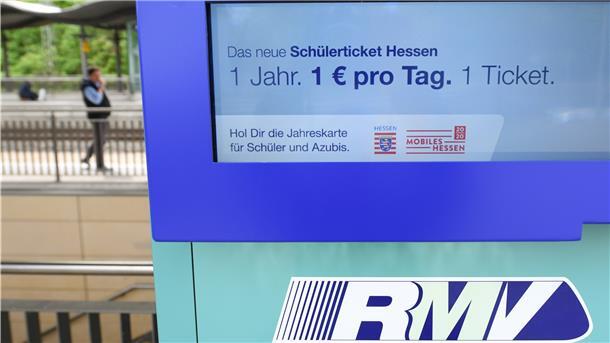 Das neue Schülerticket Hessen
1 Jahr. 1 € pro Tag. 1 Ticket.
Hol Dir die Jahreskarte
für Schüler und Azubis.
HESSEN
MOBILES 20
HESSEN 20
RMV